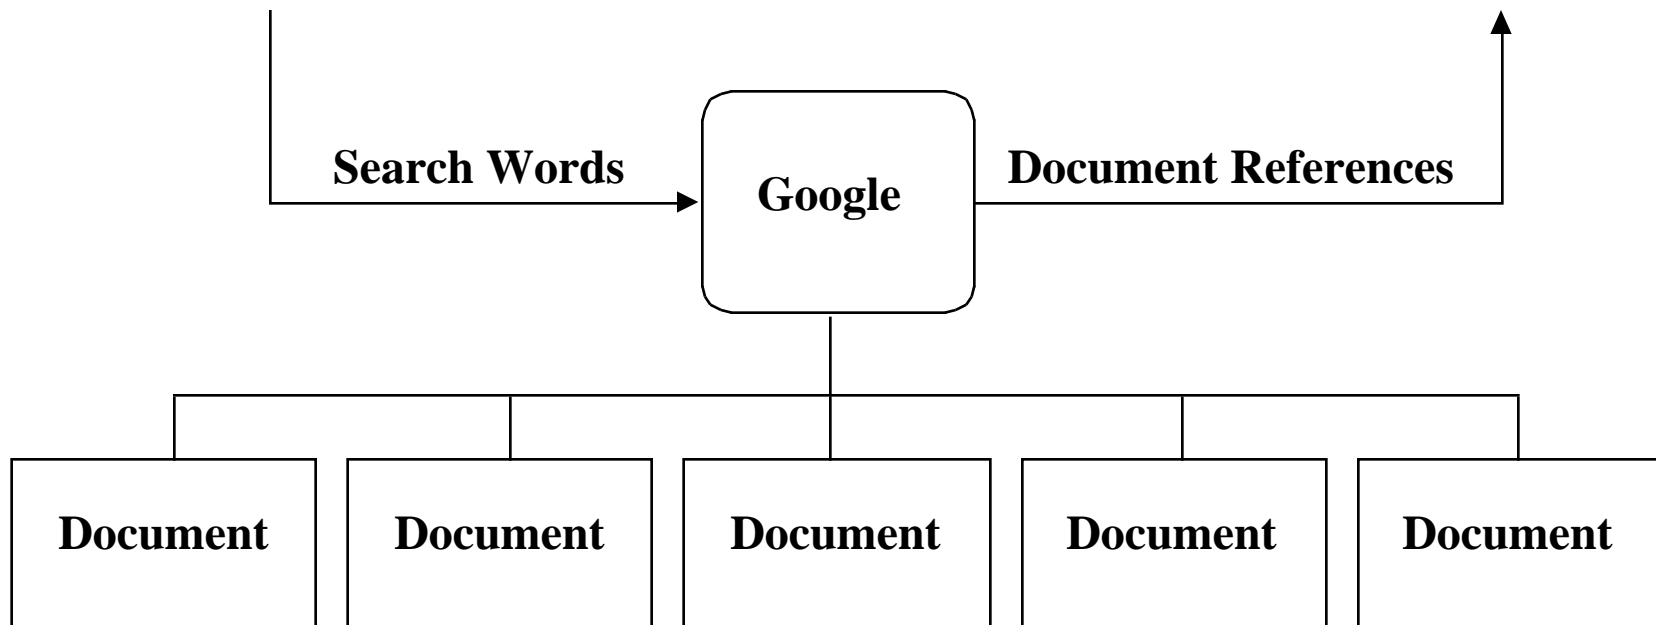 Search Words
Google
Document References
Document
Document
Document
Document
Document